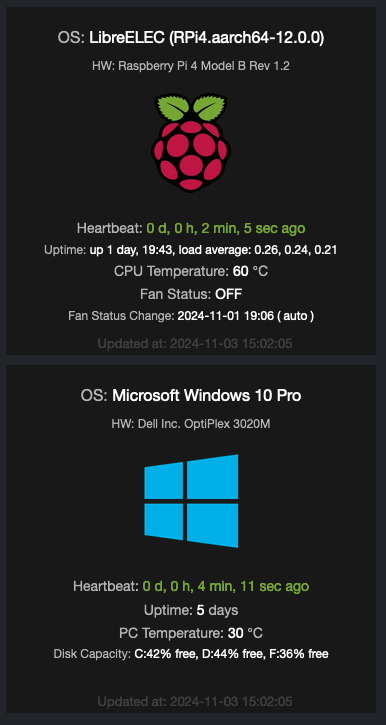 OS: LibreELEC (RPi4.aarch64-12.0.0)
HW: Raspberry Pi 4 Model B Rev 1.2
Heartbeat: 0 d, 0 h, 2 min, 5 sec ago
Uptime: up 1 day, 19:43, load average: 0.26, 0.24, 0.21
CPU Temperature: 60 °C
Fan Status: OFF
Fan Status Change: 2024-11-01 19:06 ( auto )
Updated at: 2024-11-03 15:02:05
OS: Microsoft Windows 10 Pro
HW: Dell Inc. OptiPlex 3020M
Heartbeat: 0 d, 0 h, 4 min, 11 sec ago
Uptime: 5 days
PC Temperature: 30 °C
Disk Capacity: C:42% free, D:44% free, F:36% free
Updated at: 2024-11-03 15:02:05